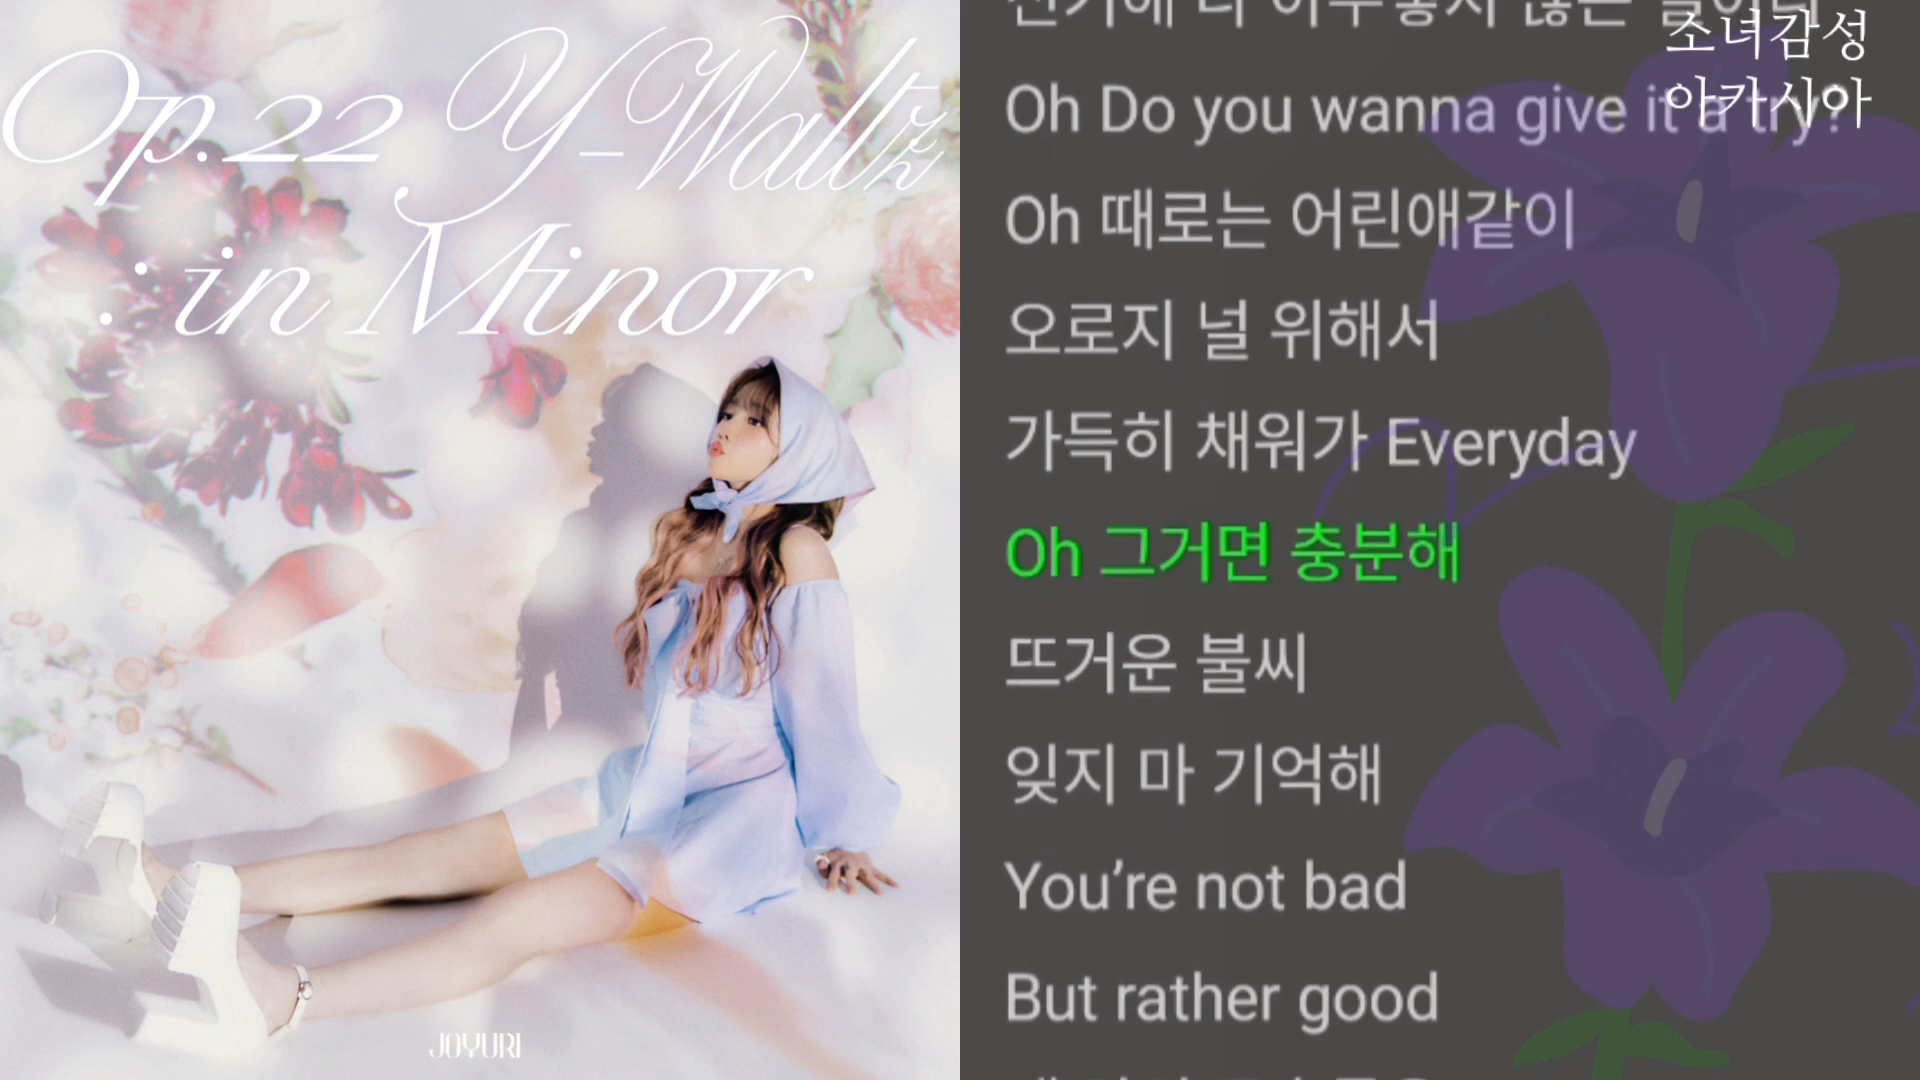 Op.22 Y-Waltz
: in Minor
JOYURI
소녀감성
아카시아
Oh Do you wanna give it a try?
Oh 때로는 어린애같이
오로지 널 위해서
가득히 채워가 Everyday
Oh 그거면 충분해
뜨거운 불씨
잊지 마 기억해
You’re not bad
But rather good